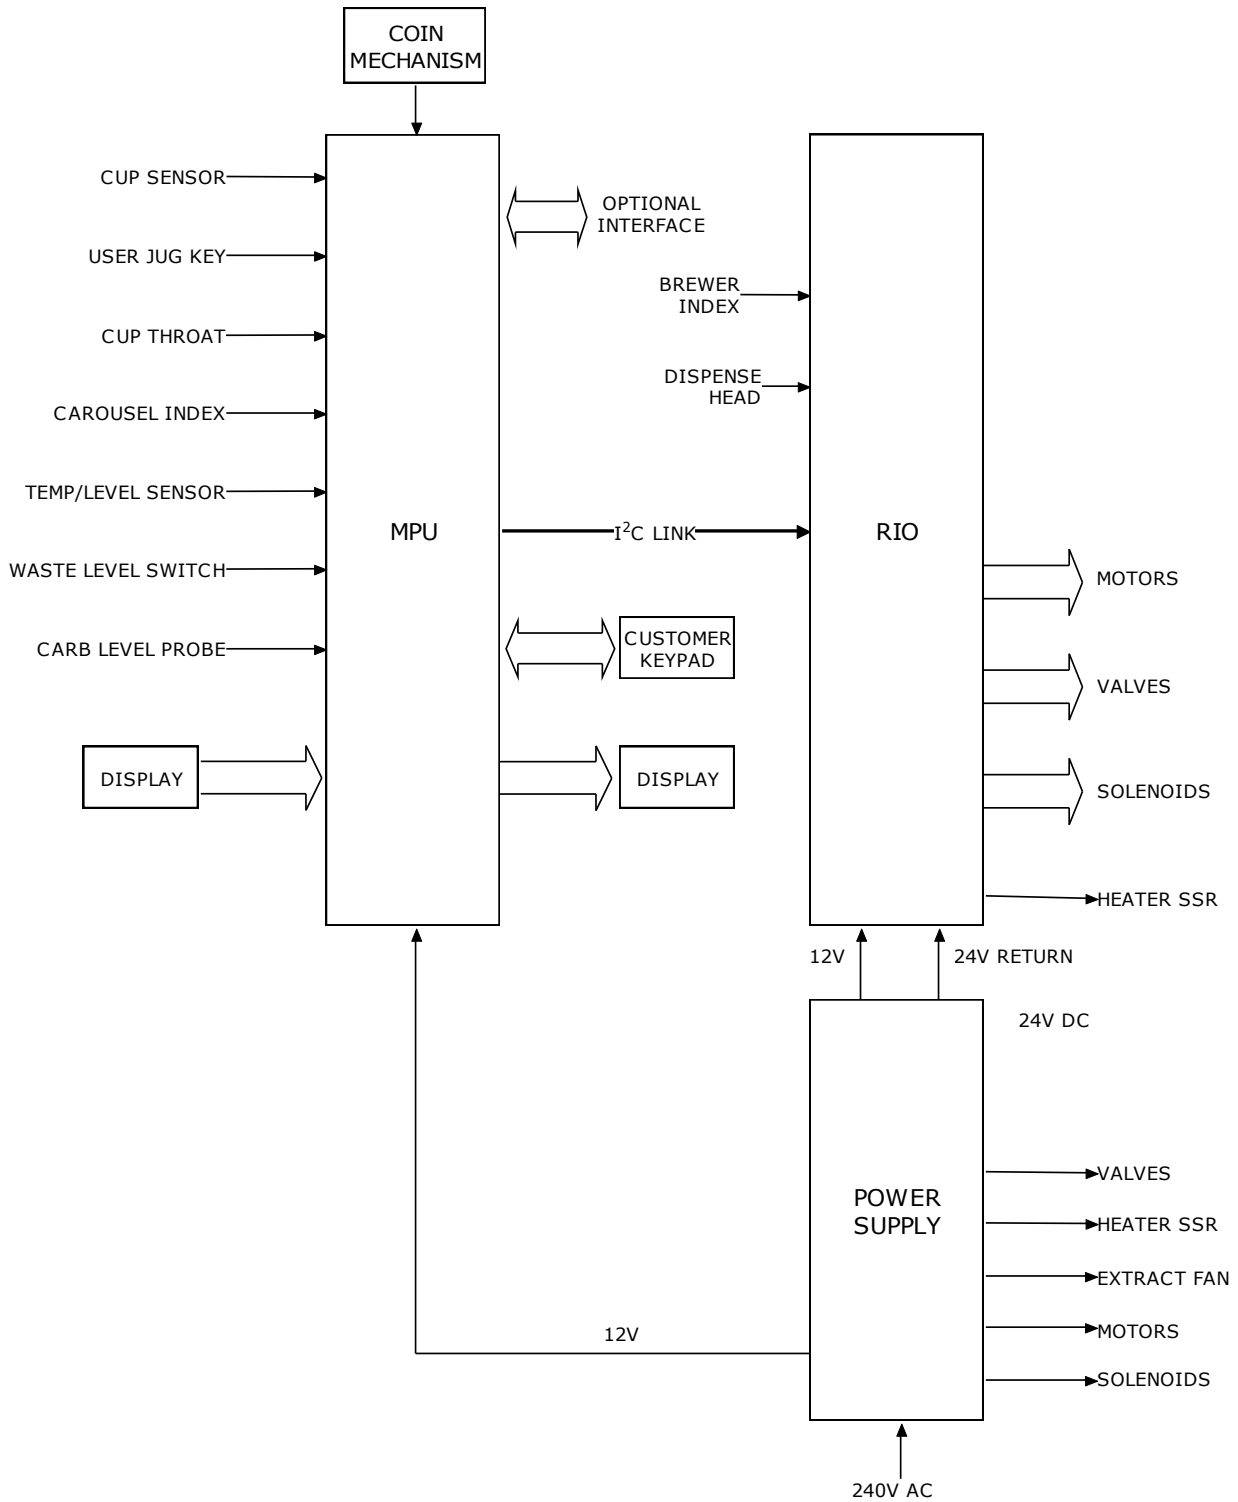 COIN
MECHANISM
CUP SENSOR
OPTIONAL
INTERFACE
USER JUG KEY
BREWER
INDEX
CUP THROAT
DISPENSE
HEAD
CAROUSEL INDEX
TEMP/LEVEL SENSOR
MPU
I²C LINK
RIO
WASTE LEVEL SWITCH
MOTORS
CARB LEVEL PROBE
CUSTOMER
KEYPAD
VALVES
DISPLAY
DISPLAY
SOLENOIDS
HEATER SSR
12V
24V RETURN
24V DC
VALVES
POWER
SUPPLY
HEATER SSR
EXTRACT FAN
12V
MOTORS
SOLENOIDS
240V AC